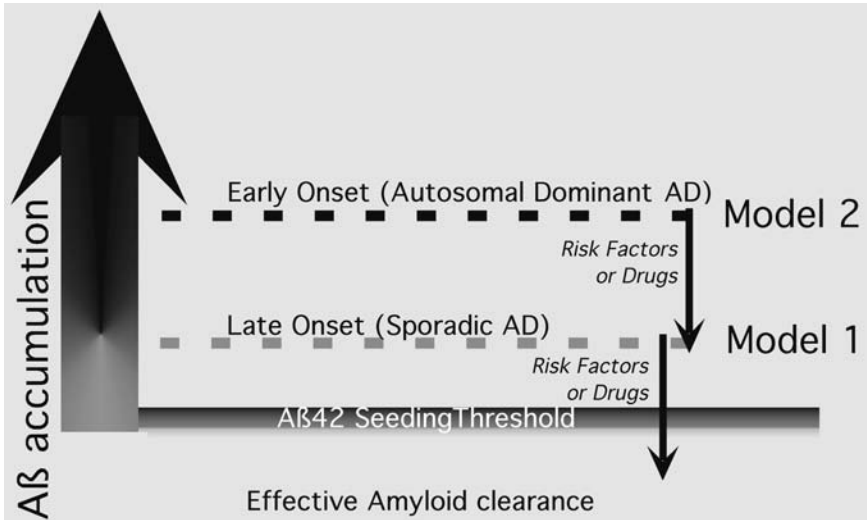 Aß accumulation
Early Onset (Autosomal Dominant AD)
Model 2
Risk Factors
or Drugs
Late Onset (Sporadic AD)
Model 1
Risk Factors
or Drugs
Aß42 SeedingThreshold
Effective Amyloid clearance